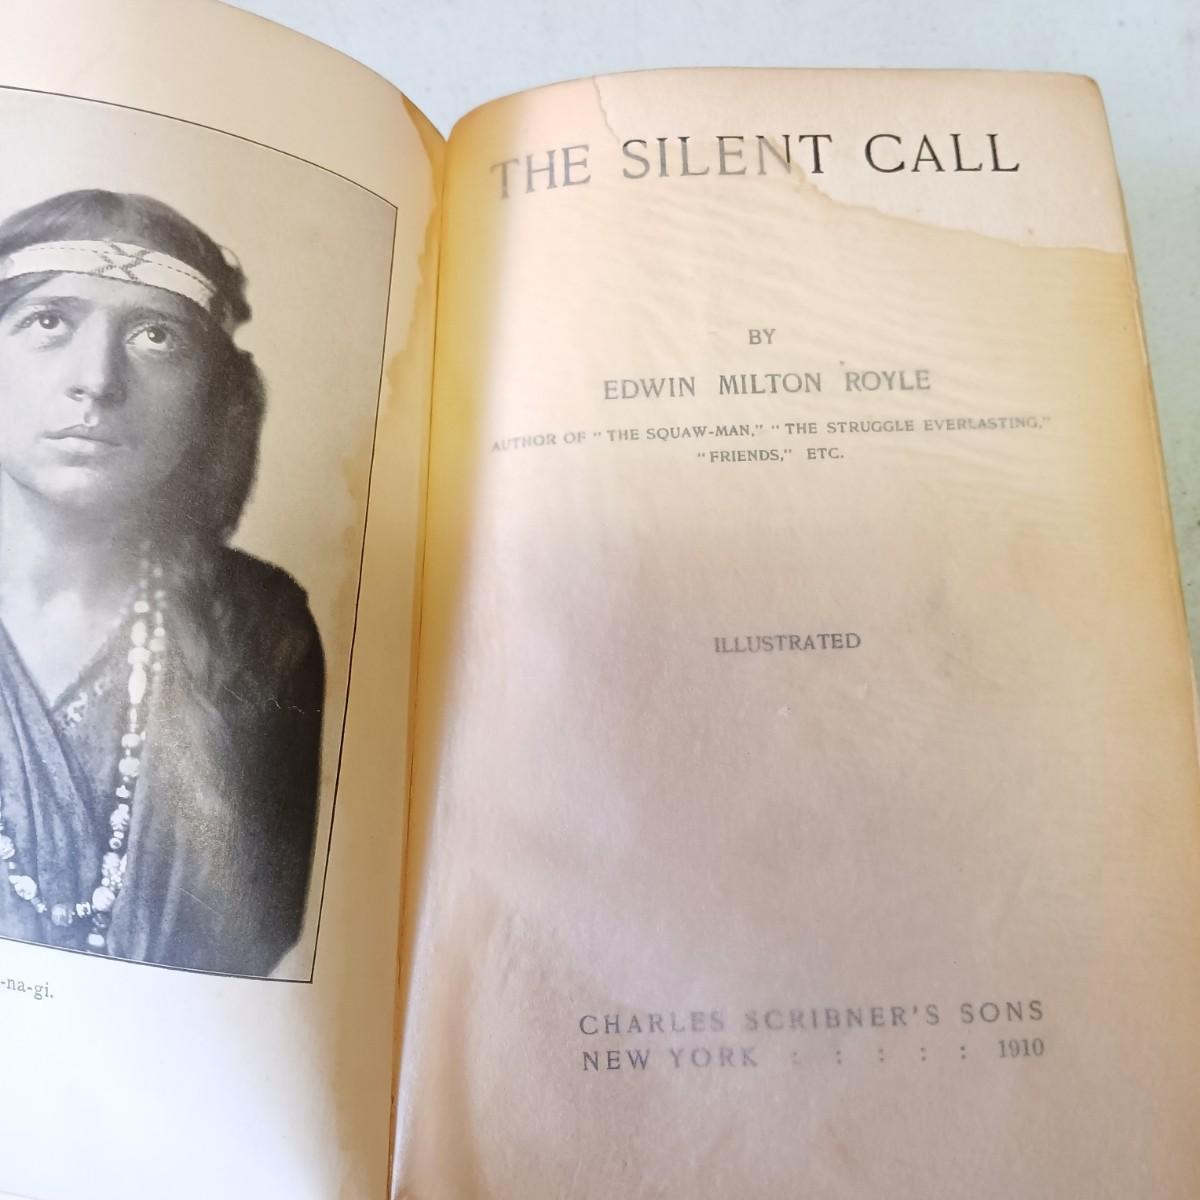 THE SILENT CALL
BY
EDWIN MILTON ROYLE
AUTHOR OF “THE SQUAW-MAN,” “THE STRUGGLE EVERLASTING,”
“FRIENDS,” ETC.
ILLUSTRATED
CHARLES SCRIBNER'S SONS
NEW YORK : : : : : 1910
-na-gi.